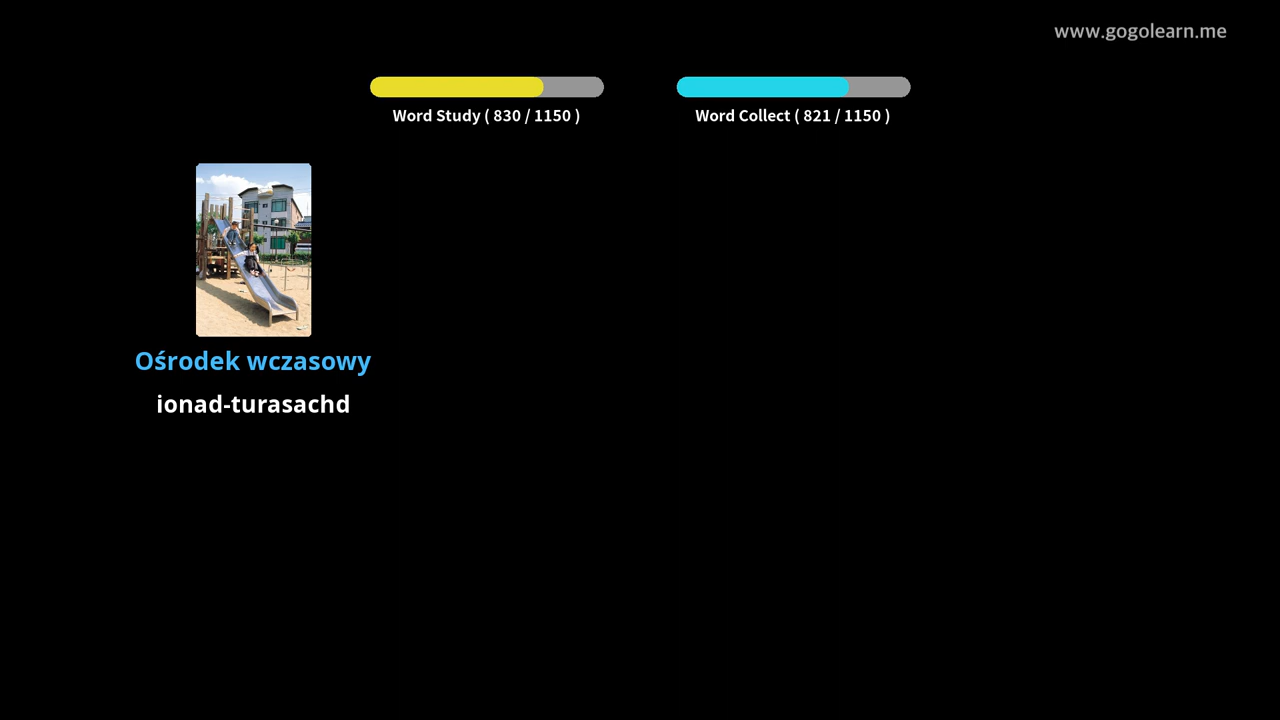 www.gogolearn.me
Word Study ( 830 / 1150 )
Word Collect ( 821 / 1150 )
Ośrodek wczasowy
ionad-turasachd